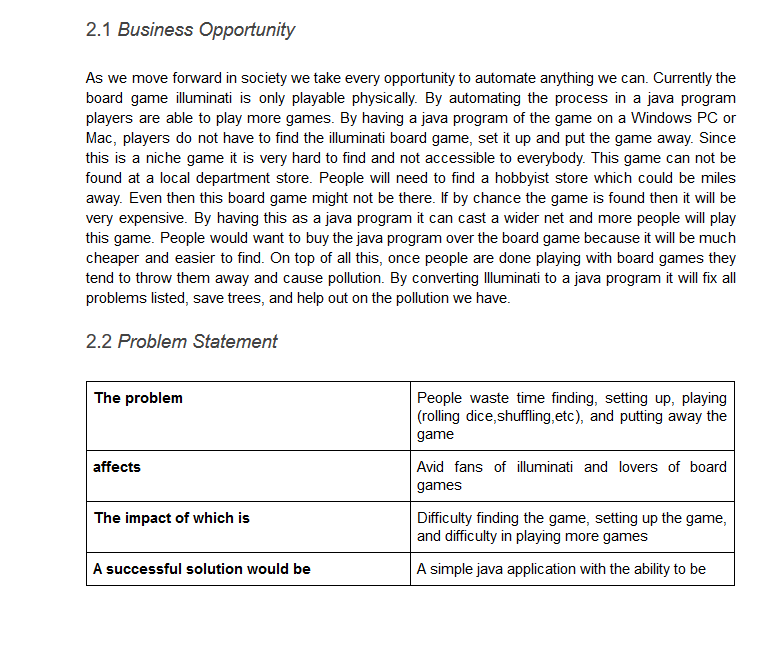 2.1 Business Opportunity
As we move forward in society we take every opportunity to automate anything we can. Currently the
board game illuminati is only playable physically. By automating the process in a java program
players are able to play more games. By having a java program of the game on a Windows PC or
Mac, players do not have to find the illuminati board game, set it up and put the game away. Since
this is a niche game it is very hard to find and not accessible to everybody. This game can not be
found at a local department store. People will need to find a hobbyist store which could be miles
away. Even then this board game might not be there. If by chance the game is found then it will be
very expensive. By having this as a java program it can cast a wider net and more people will play
this game. People would want to buy the java program over the board game because it will be much
cheaper and easier to find. On top of all this, once people are done playing with board games they
tend to throw them away and cause pollution. By converting Illuminati to a java program it will fix all
problems listed, save trees, and help out on the pollution we have.
2.2 Problem Statement
The problem
People waste time finding, setting up, playing
(rolling dice,shuffling,etc), and putting away the
game
affects
Avid fans of illuminati and lovers of board
games
The impact of which is
Difficulty finding the game, setting up the game,
and difficulty in playing more games
A successful solution would be
A simple java application with the ability to be